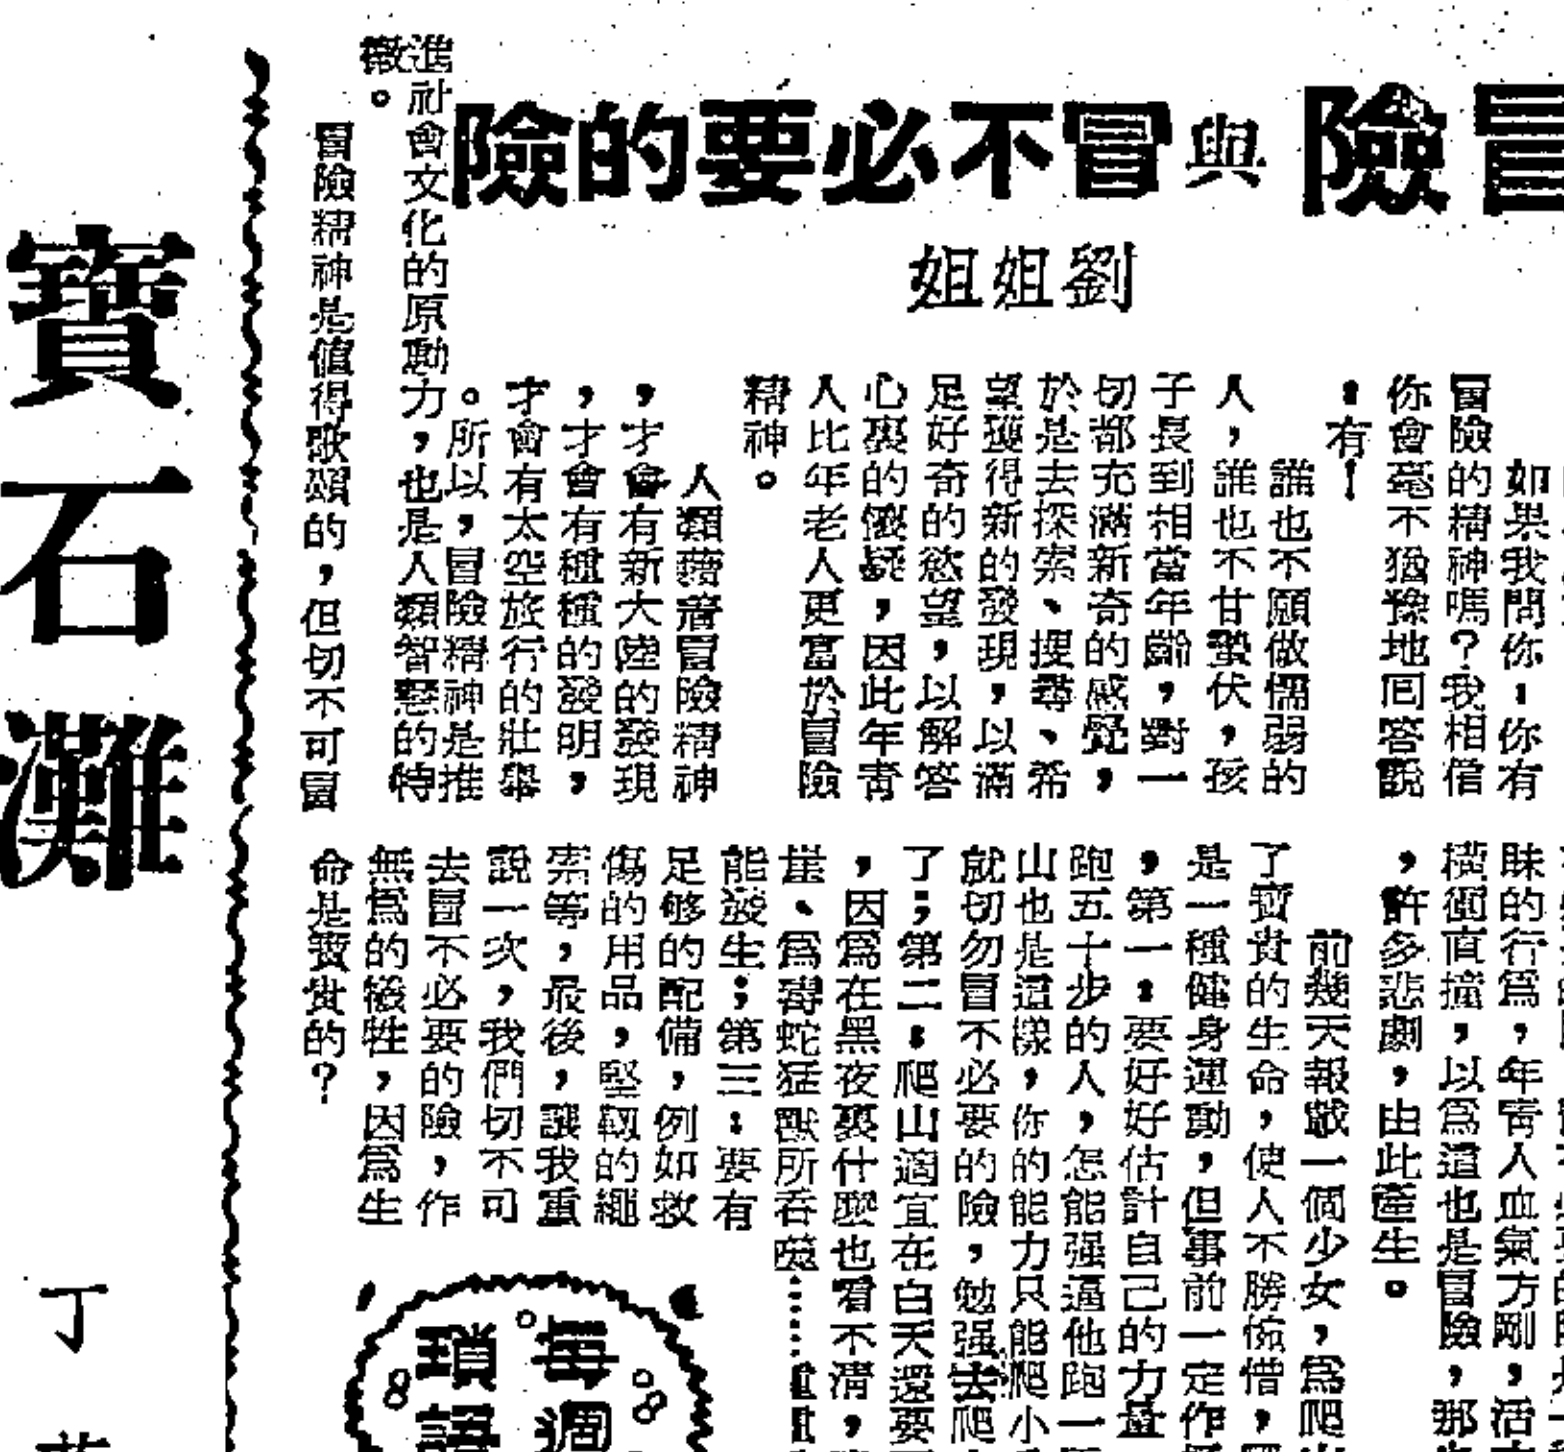 冒險
與
冒不必要的險
劉姐姐
如果我問你：你有
冒險的精神嗎？我相信
你會毫不猶豫地回答說
：有！
誰也不願做懦弱的
人，誰也不甘蟄伏，孩
子長到相當年齡，對一
切都充滿新奇的感覺，
於是去探索、搜尋、希
望獲得新的發現，以滿
足好奇的慾望，以解答
心裏的懷疑，因此年青
人比年老人更富於冒險
精神。
人類藉着冒險精神
，才會有新大陸的發現
，才會有種種的發明，
才會有太空旅行的壯舉
。所以，冒險精神是推
進社會文化的原動力，也是人類智慧的特
徵。
冒險精神是值得歌頌的，但切不可冒
昧的行為，年青人血氣方剛，活
橫衝直撞，以為這也是冒險，那
，許多悲劇，由此產生。
前幾天報載一個少女，為爬
了寶貴的生命，使人不勝惋惜，
是一種健身運動，但事前一定作
，第一：要好好估計自己的力量
跑五十步的人，怎能强逼他跑一
山也是這樣，你的能力只能爬小
就切勿冒不必要的險，勉强去爬
了；第二：爬山適宜在白天還要
，因為在黑夜裏什麼也看不清，
崖、為毒蛇猛獸所吞噬……
能發生；第三：要有
足够的配備，例如救
傷的用品，堅靱的繩
索等，最後，讓我重
說一次，我們切不可
去冒不必要的險，作
無為的犧牲，因為生
命是寶貴的？
每週
瑣語
寶石灘
丁